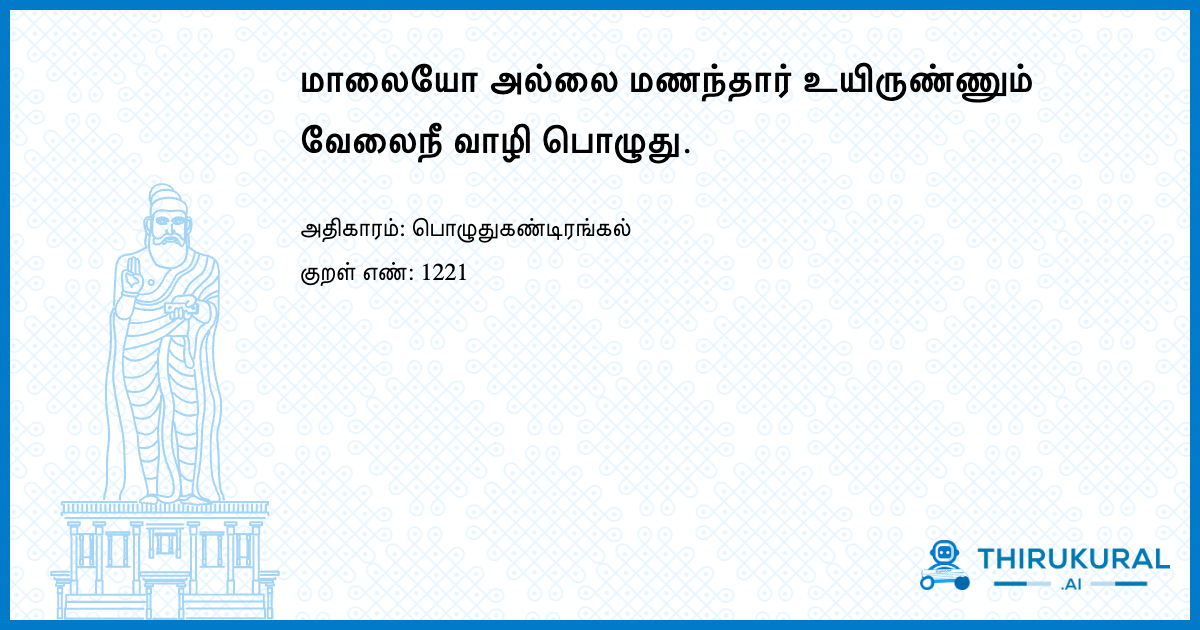 மாலையோ அல்லை மணந்தார் உயிருண்ணும்
வேலைநீ வாழி பொழுது.
அதிகாரம்: பொழுதுகண்டிரங்கல்
குறள் எண்: 1221
THIRUKURAL
.AI